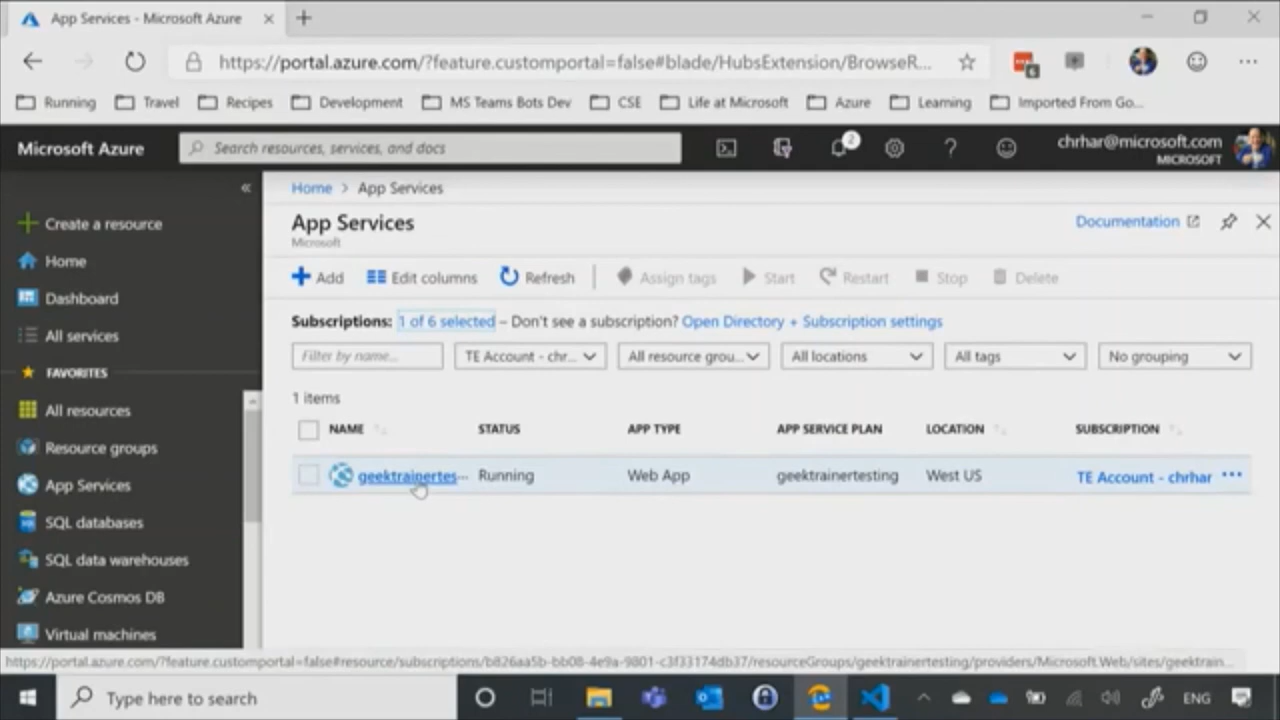 App Services - Microsoft Azure
https://portal.azure.com/?feature.customportal=false#blade/HubsExtension/BrowseR...
6
Running Travel Recipes Development MS Teams Bots Dev CSE Life at Microsoft Azure Learning Imported From Go...
Microsoft Azure
Search resources, services, and docs
2
chrhar@microsoft.com
MICROSOFT
Create a resource
Home
Dashboard
All services
FAVORITES
All resources
Resource groups
App Services
SQL databases
SQL data warehouses
Azure Cosmos DB
Virtual machines
Home > App Services
App Services
Microsoft
Documentation
Add Edit columns Refresh Assign tags Start Restart Stop Delete
Subscriptions: 1 of 6 selected – Don't see a subscription? Open Directory + Subscription settings
Filter by name... TE Account - chr... All resource grou... All locations All tags No grouping
1 items
NAME STATUS APP TYPE APP SERVICE PLAN LOCATION SUBSCRIPTION
geektrainertes... Running Web App geektrainertesting West US TE Account - chrhar ...
https://portal.azure.com/?feature.customportal=false#resource/subscriptions/b826aa5b-bb08-4e9a-9801-c3f33174db37/resourceGroups/geektrainertesting/providers/Microsoft.Web/sites/geektrain...
Type here to search
ENG